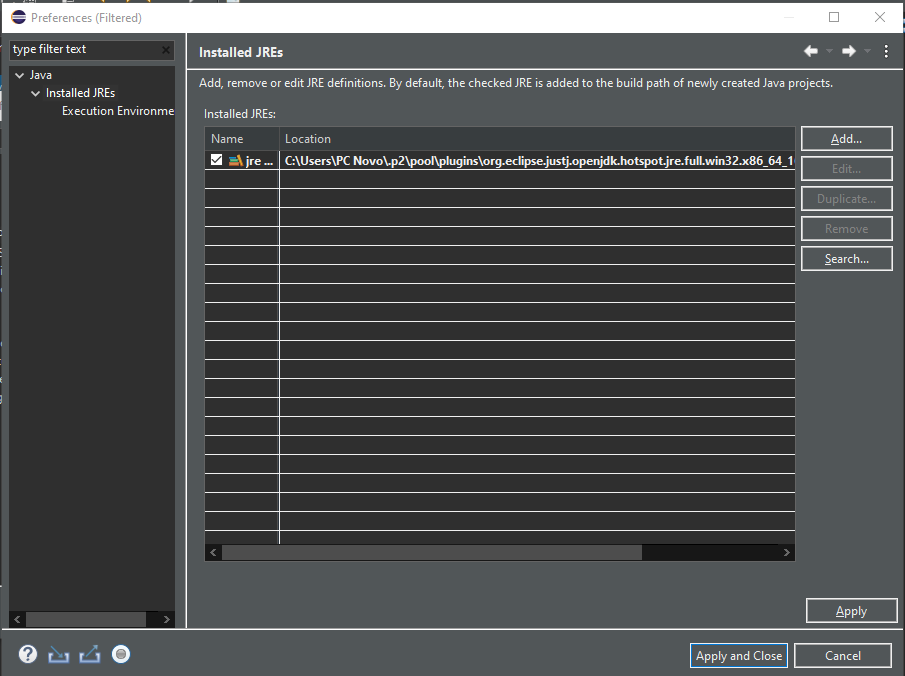 Preferences (Filtered)
type filter text
Java
Installed JREs
Execution Environme
Installed JREs
Add, remove or edit JRE definitions. By default, the checked JRE is added to the build path of newly created Java projects.
Installed JREs:
Name Location
jre ... C:\Users\PC Novo\.p2\pool\plugins\org.eclipse.justj.openjdk.hotspot.jre.full.win32.x86_64_1
Add...
Edit...
Duplicate...
Remove
Search...
Apply
Apply and Close Cancel